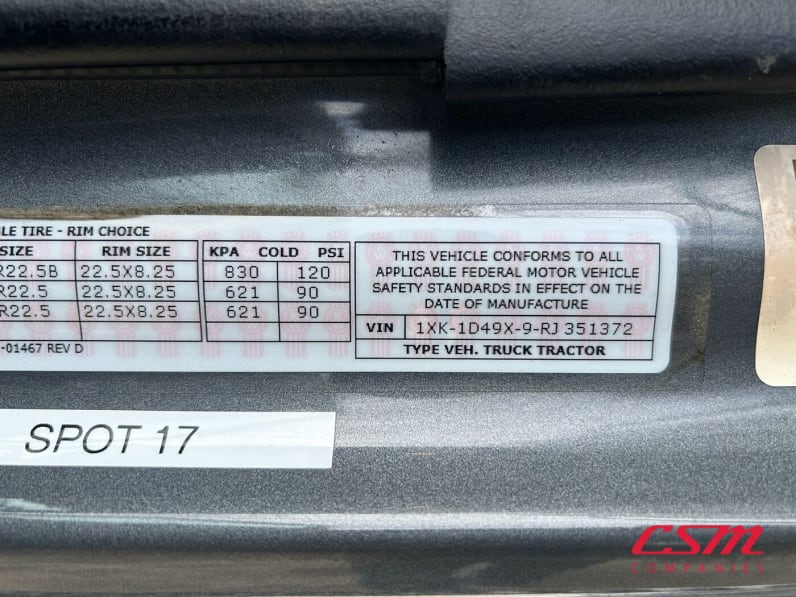 LE TIRE - RIM CHOICE
SIZE RIM SIZE KPA COLD PSI
R22.5B 22.5X8.25 830 120
R22.5 22.5X8.25 621 90
R22.5 22.5X8.25 621 90
-01467 REV D
THIS VEHICLE CONFORMS TO ALL
APPLICABLE FEDERAL MOTOR VEHICLE
SAFETY STANDARDS IN EFFECT ON THE
DATE OF MANUFACTURE
VIN 1XK-1D49X-9-RJ351372
TYPE VEH. TRUCK TRACTOR
SPOT 17
CSM
COMPANIES